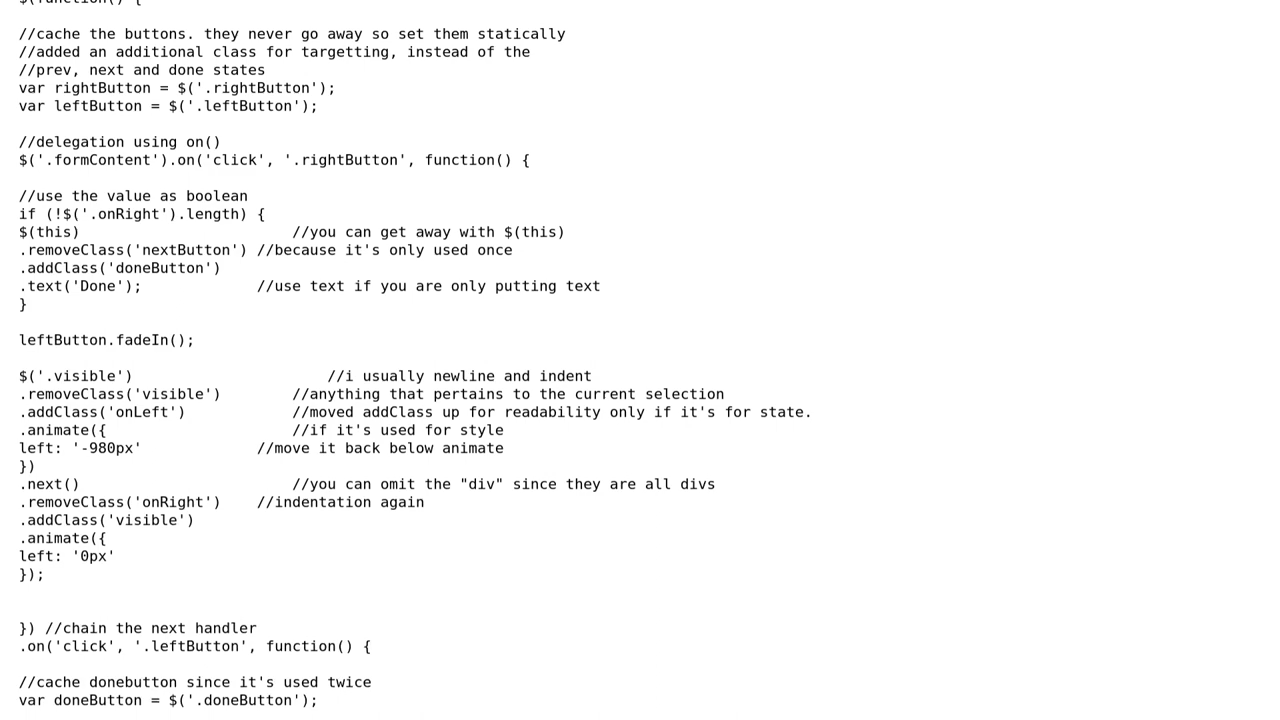 $(function() {
//cache the buttons. they never go away so set them statically
//added an additional class for targetting, instead of the
//prev, next and done states
var rightButton = $('.rightButton');
var leftButton = $('.leftButton');
//delegation using on()
$('.formContent').on('click', '.rightButton', function() {
//use the value as boolean
if (!$('.onRight').length) {
$(this)                        //you can get away with $(this)
.removeClass('nextButton') //because it's only used once
.addClass('doneButton')
.text('Done');             //use text if you are only putting text
}
leftButton.fadeIn();
$('.visible')                      //i usually newline and indent
.removeClass('visible')        //anything that pertains to the current selection
.addClass('onLeft')            //moved addClass up for readability only if it's for state.
.animate({                     //if it's used for style
left: '-980px'             //move it back below animate
})
.next()                        //you can omit the "div" since they are all divs
.removeClass('onRight')    //indentation again
.addClass('visible')
.animate({
left: '0px'
});
}) //chain the next handler
.on('click', '.leftButton', function() {
//cache donebutton since it's used twice
var doneButton = $('.doneButton');